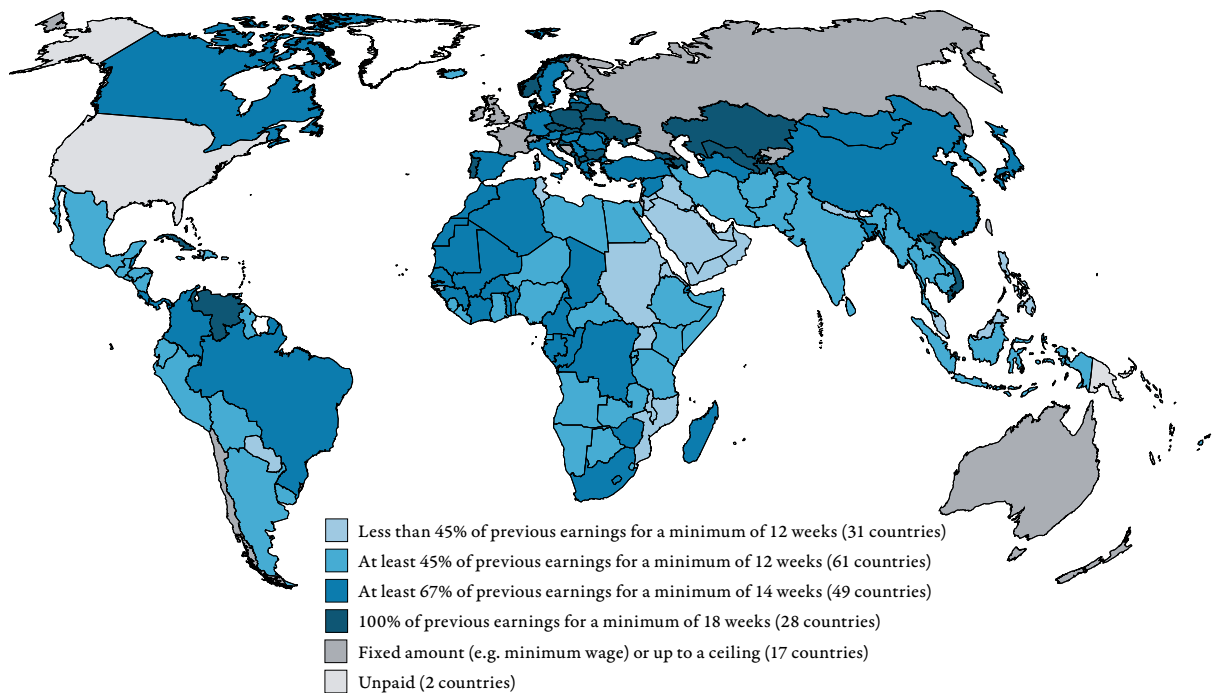 Less than 45% of previous earnings for a minimum of 12 weeks (31 countries)
At least 45% of previous earnings for a minimum of 12 weeks (61 countries)
At least 67% of previous earnings for a minimum of 14 weeks (49 countries)
100% of previous earnings for a minimum of 18 weeks (28 countries)
Fixed amount (e.g. minimum wage) or up to a ceiling (17 countries)
Unpaid (2 countries)